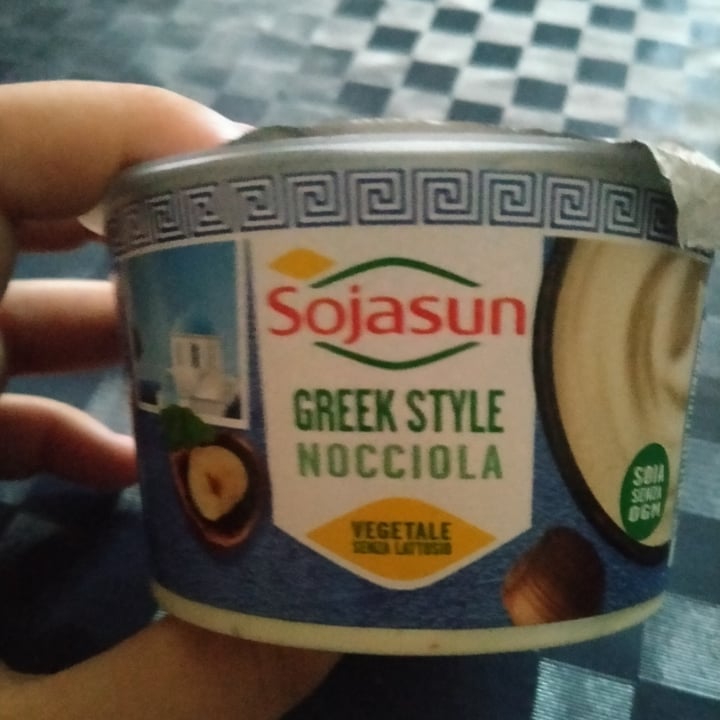 Sojasun
GREEK STYLE
NOCCIOLA
VEGETALE
SENZA LATTOSIO
SOIA
SENZA
OGM